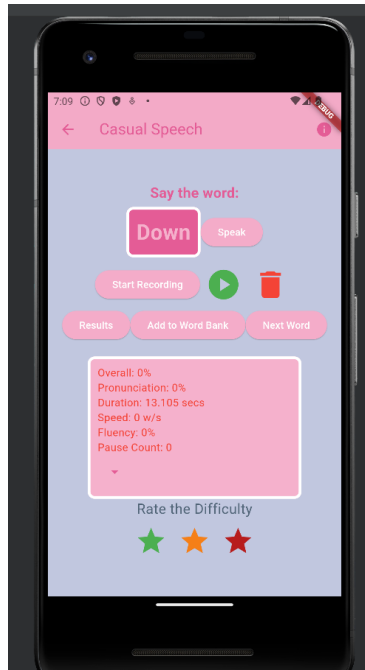 7:09
DEBUG
Casual Speech
Say the word:
Down
Speak
Start Recording
Results
Add to Word Bank
Next Word
Overall: 0%
Pronunciation: 0%
Duration: 13.105 secs
Speed: 0 w/s
Fluency: 0%
Pause Count: 0
Rate the Difficulty